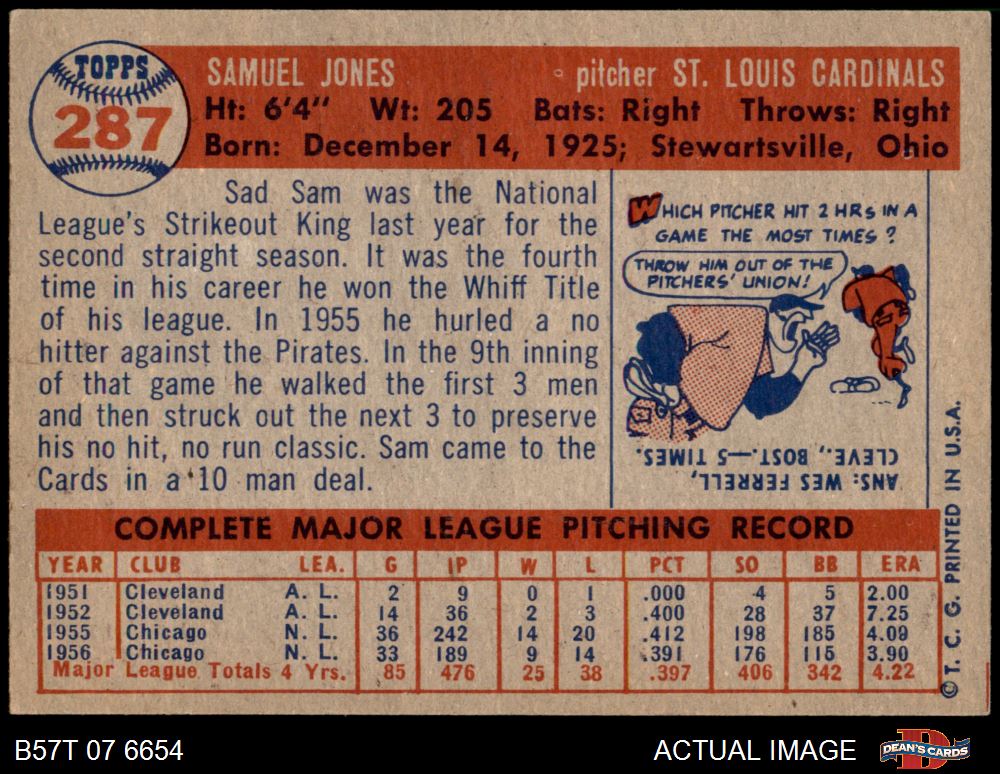 TOPPS
287
SAMUEL JONES pitcher ST. LOUIS CARDINALS
Ht: 6'4" Wt: 205 Bats: Right Throws: Right
Born: December 14, 1925; Stewartsville, Ohio
Sad Sam was the National
League's Strikeout King last year for the
second straight season. It was the fourth
time in his career he won the Whiff Title
of his league. In 1955 he hurled a no
hitter against the Pirates. In the 9th inning
of that game he walked the first 3 men
and then struck out the next 3 to preserve
his no hit, no run classic. Sam came to the
Cards in a 10 man deal.
WHICH PITCHER HIT 2 HRs IN A
GAME THE MOST TIMES?
THROW HIM OUT OF THE
PITCHERS' UNION!
ANS: WES FERRELL,
CLEVE., BOST.—5 TIMES.
COMPLETE MAJOR LEAGUE PITCHING RECORD
YEAR CLUB LEA. G IP W L PCT SO BB ERA
1951 Cleveland A. L. 2 9 0 1 .000 4 5 2.00
1952 Cleveland A. L. 14 36 2 3 .400 28 37 7.25
1955 Chicago N. L. 36 242 14 20 .412 198 185 4.09
1956 Chicago N. L. 33 189 9 14 .391 176 115 3.90
Major League Totals 4 Yrs. 85 476 25 38 .397 406 342 4.22
© T. C. G. PRINTED IN U.S.A.
B57T 07 6654 ACTUAL IMAGE
DEAN'S CARDS